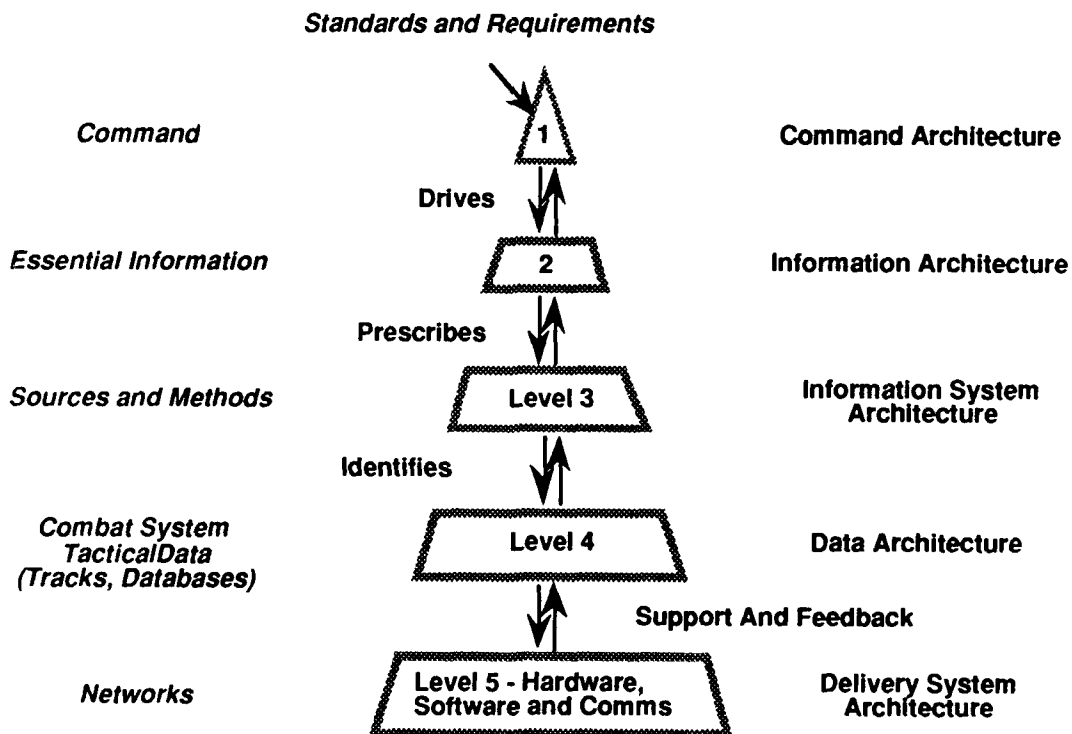 Standards and Requirements
Command
1
Command Architecture
Drives
Essential Information
2
Information Architecture
Prescribes
Sources and Methods
Level 3
Information System
Architecture
Identifies
Combat System
TacticalData
(Tracks, Databases)
Level 4
Data Architecture
Support And Feedback
Networks
Level 5 - Hardware,
Software and Comms
Delivery System
Architecture